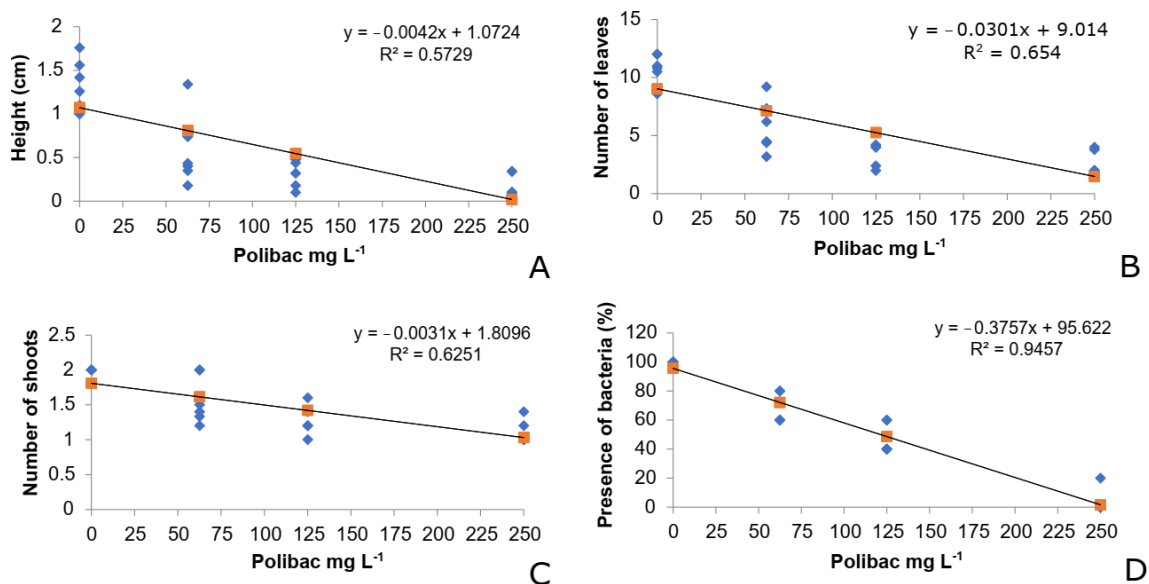 y = −0.0042x + 1.0724
R² = 0.5729
Height (cm)
2
1.5
1
0.5
0
0 25 50 75 100 125 150 175 200 225 250
Polibac mg L⁻¹
A
y = −0.0301x + 9.014
R² = 0.654
Number of leaves
15
10
5
0
0 25 50 75 100 125 150 175 200 225 250
Polibac mg L⁻¹
B
y = −0.0031x + 1.8096
R² = 0.6251
Number of shoots
2.5
2
1.5
1
0.5
0
0 25 50 75 100 125 150 175 200 225 250
Polibac mg L⁻¹
C
y = −0.3757x + 95.622
R² = 0.9457
Presence of bacteria (%)
120
100
80
60
40
20
0
0 25 50 75 100 125 150 175 200 225 250
Polibac mg L⁻¹
D